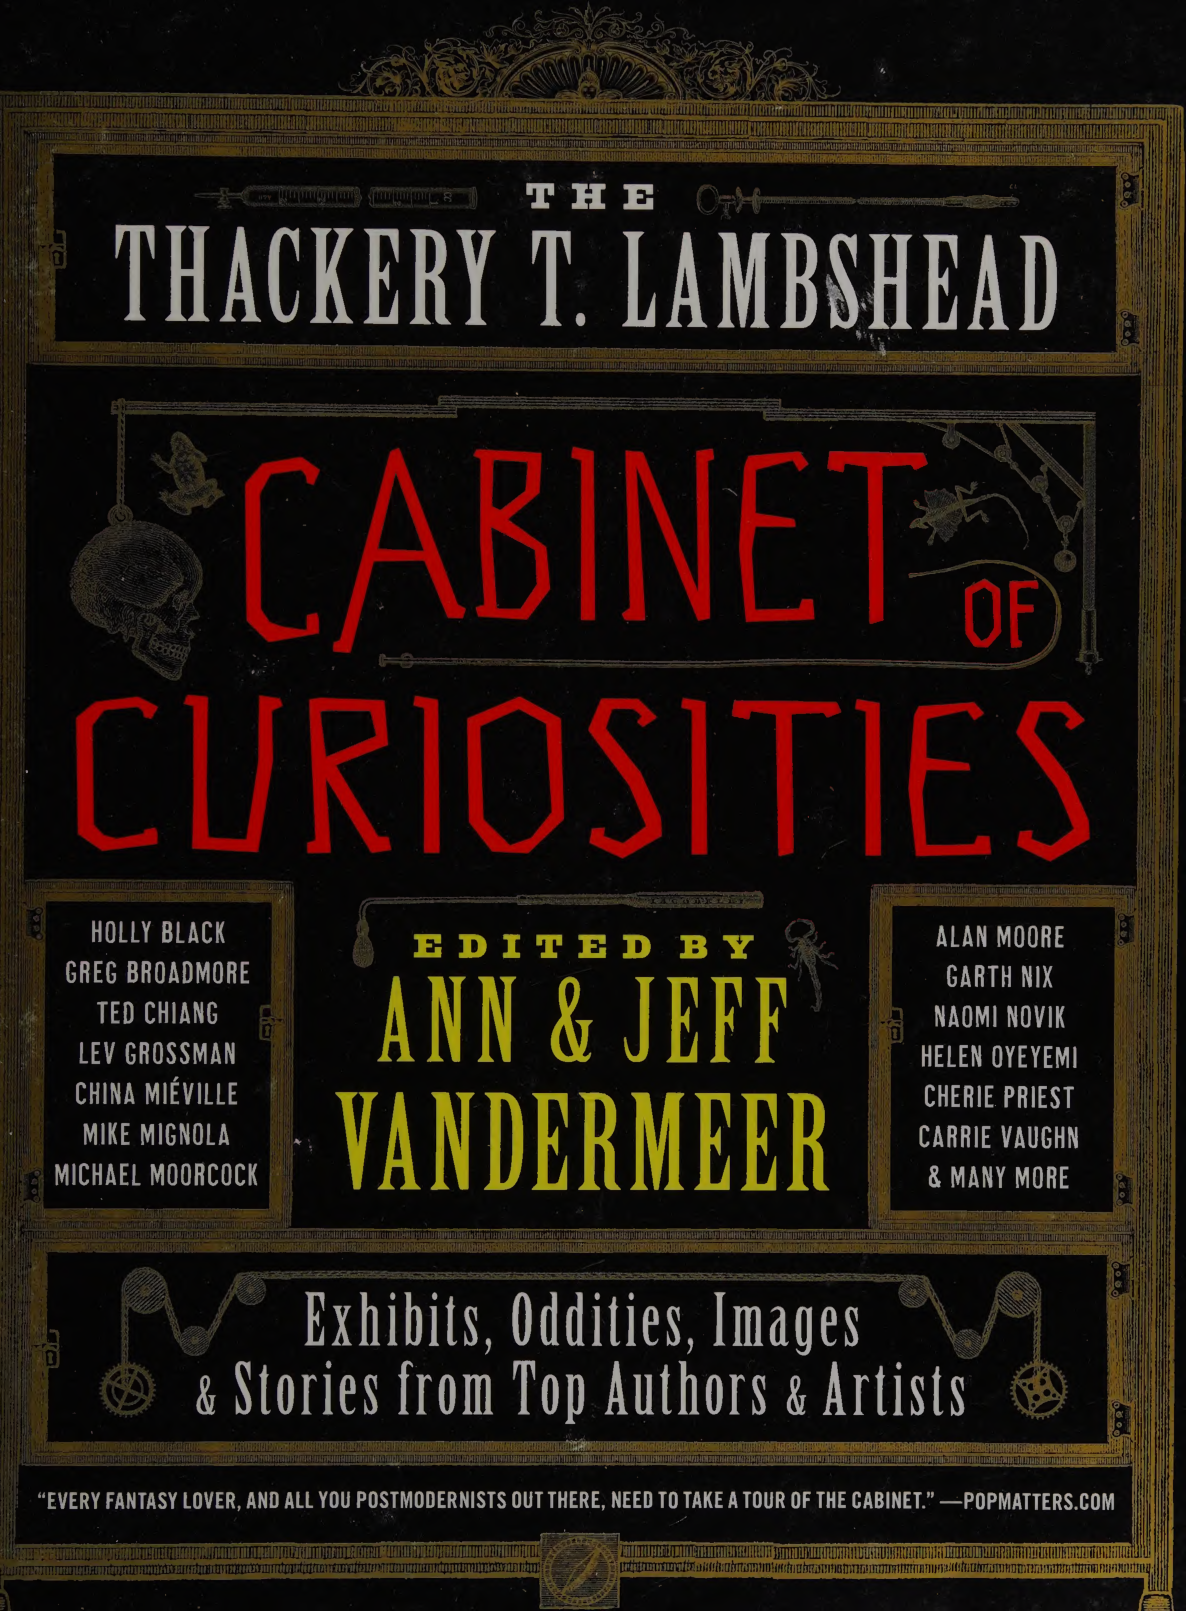 THE
THACKERY T. LAMBSHEAD
CABINET
OF
CURIOSITIES
HOLLY BLACK
GREG BROADMORE
TED CHIANG
LEV GROSSMAN
CHINA MIÉVILLE
MIKE MIGNOLA
MICHAEL MOORCOCK
EDITED BY
ANN & JEFF
VANDERMEER
ALAN MOORE
GARTH NIX
NAOMI NOVIK
HELEN OYEYEMI
CHERIE PRIEST
CARRIE VAUGHN
& MANY MORE
Exhibits, Oddities, Images
& Stories from Top Authors & Artists
“EVERY FANTASY LOVER, AND ALL YOU POSTMODERNISTS OUT THERE, NEED TO TAKE A TOUR OF THE CABINET.” —POPMATTERS.COM